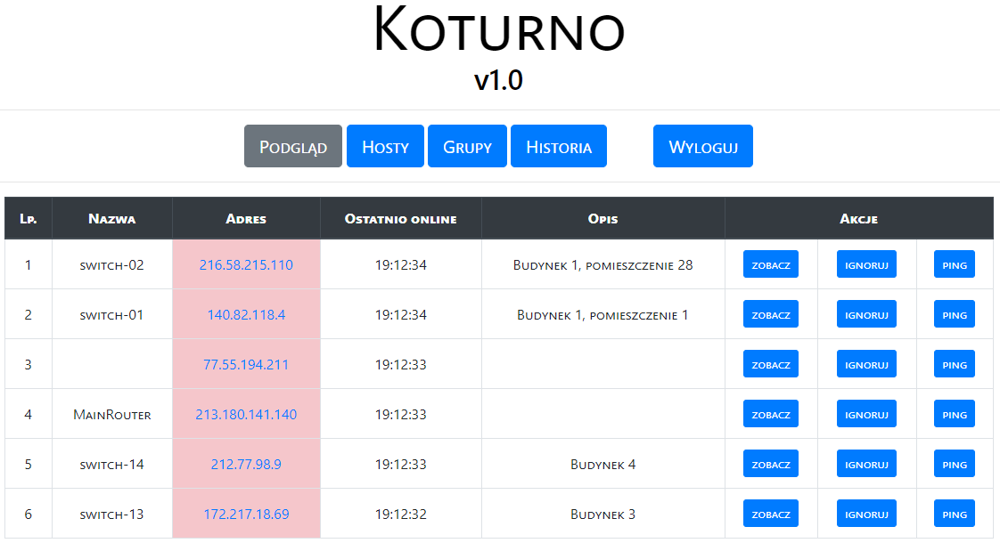 Koturno
v1.0
Podgląd Hosty Grupy Historia Wyloguj
Lp. Nazwa Adres Ostatnio online Opis Akcje
1 switch-02 216.58.215.110 19:12:34 Budynek 1, pomieszczenie 28 zobacz ignoruj ping
2 switch-01 140.82.118.4 19:12:34 Budynek 1, pomieszczenie 1 zobacz ignoruj ping
3 77.55.194.211 19:12:33 zobacz ignoruj ping
4 MainRouter 213.180.141.140 19:12:33 zobacz ignoruj ping
5 switch-14 212.77.98.9 19:12:33 Budynek 4 zobacz ignoruj ping
6 switch-13 172.217.18.69 19:12:32 Budynek 3 zobacz ignoruj ping